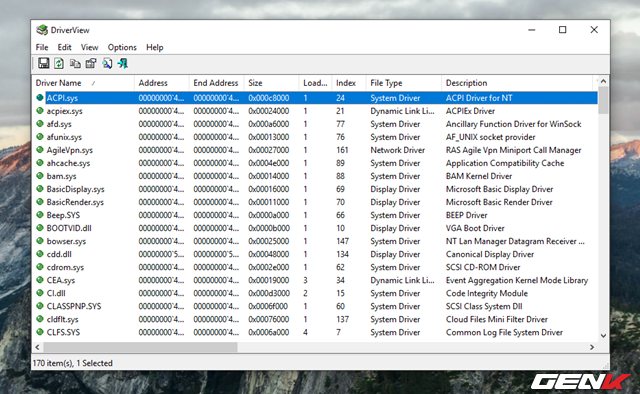 DriverView
File Edit View Options Help
Driver Name / Address End Address Size Load... Index File Type Description
ACPI.sys 00000000'4... 00000000'4... 0x000c8000 1 24 System Driver ACPI Driver for NT
acpiex.sys 00000000'4... 00000000'4... 0x00024000 1 21 Dynamic Link Li... ACPIEx Driver
afd.sys 00000000'4... 00000000'4... 0x000a6000 1 77 System Driver Ancillary Function Driver for WinSock
afunix.sys 00000000'4... 00000000'4... 0x00013000 1 76 System Driver AF_UNIX socket provider
AgileVpn.sys 00000000'4... 00000000'4... 0x00027000 1 161 Network Driver RAS Agile Vpn Miniport Call Manager
ahcache.sys 00000000'4... 00000000'4... 0x0004e000 1 89 System Driver Application Compatibility Cache
bam.sys 00000000'4... 00000000'4... 0x00014000 1 88 System Driver BAM Kernel Driver
BasicDisplay.sys 00000000'4... 00000000'4... 0x00016000 1 69 Display Driver Microsoft Basic Display Driver
BasicRender.sys 00000000'4... 00000000'4... 0x00011000 1 70 Display Driver Microsoft Basic Render Driver
Beep.SYS 00000000'4... 00000000'4... 0x0000a000 1 66 System Driver BEEP Driver
BOOTVID.dll 00000000'4... 00000000'4... 0x0000b000 1 10 Display Driver VGA Boot Driver
bowser.sys 00000000'4... 00000000'4... 0x00025000 1 147 System Driver NT Lan Manager Datagram Receiver ...
cdd.dll 00000000'5... 00000000'5... 0x00048000 1 134 Display Driver Canonical Display Driver
cdrom.sys 00000000'4... 00000000'4... 0x0002e000 1 62 System Driver SCSI CD-ROM Driver
CEA.sys 00000000'4... 00000000'4... 0x00019000 3 34 Dynamic Link Li... Event Aggregation Kernel Mode Library
CI.dll 00000000'4... 00000000'4... 0x000d3000 2 15 System Driver Code Integrity Module
CLASSPNP.SYS 00000000'4... 00000000'4... 0x0006f000 1 60 System Driver SCSI Class System Dll
cldflt.sys 00000000'4... 00000000'4... 0x00076000 1 137 System Driver Cloud Files Mini Filter Driver
CLFS.SYS 00000000'4... 00000000'4... 0x0006a000 4 7 System Driver Common Log File System Driver
170 item(s), 1 Selected
GENK